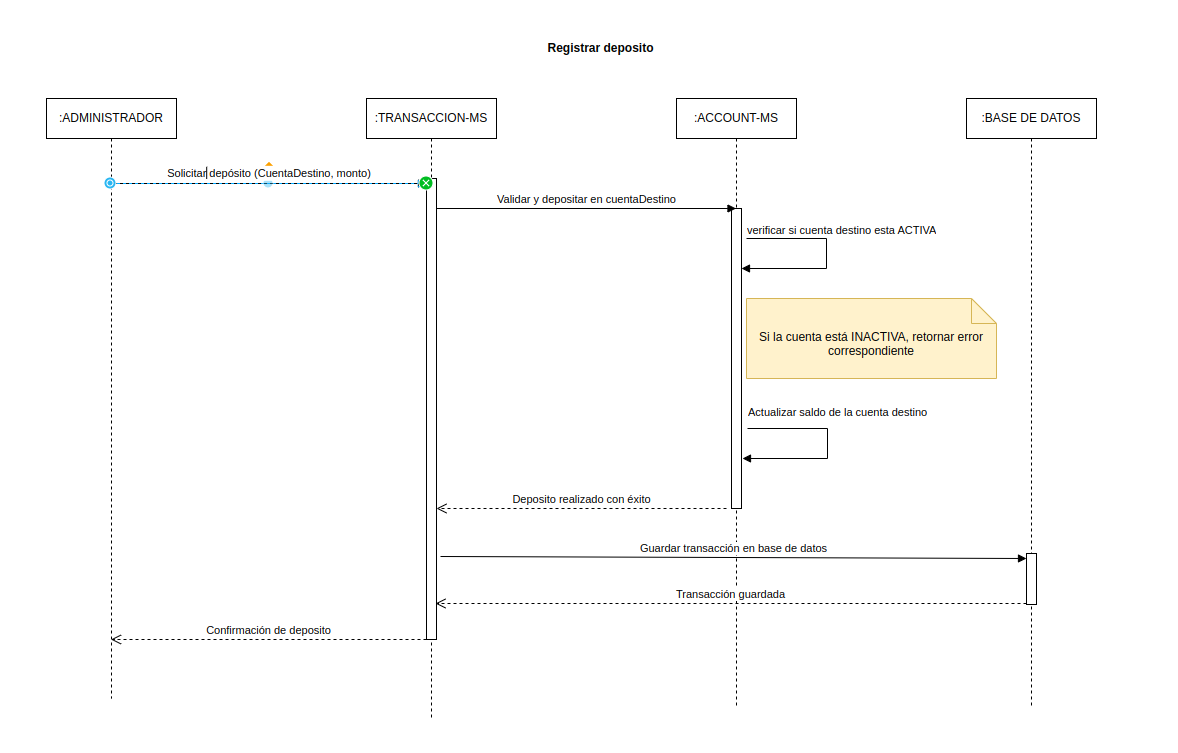 Registrar deposito
:ADMINISTRADOR
:TRANSACCION-MS
:ACCOUNT-MS
:BASE DE DATOS
Solicitar depósito (CuentaDestino, monto)
Validar y depositar en cuentaDestino
verificar si cuenta destino esta ACTIVA
Si la cuenta está INACTIVA, retornar error
correspondiente
Actualizar saldo de la cuenta destino
Deposito realizado con éxito
Guardar transacción en base de datos
Transacción guardada
Confirmación de deposito